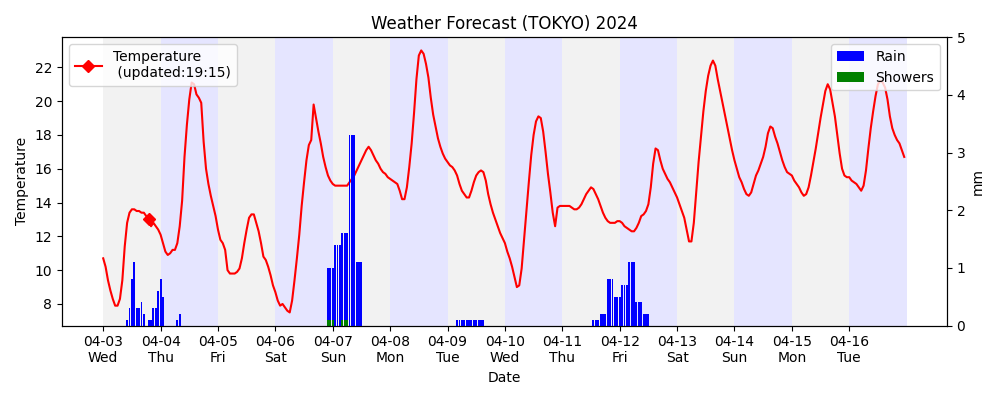 Weather Forecast (TOKYO) 2024
Temperature
(updated:19:15)
Rain
Showers
Temperature
22
20
18
16
14
12
10
8
5
4
3
2
1
0
mm
04-03 04-04 04-05 04-06 04-07 04-08 04-09 04-10 04-11 04-12 04-13 04-14 04-15 04-16
Wed Thu Fri Sat Sun Mon Tue Wed Thu Fri Sat Sun Mon Tue
Date